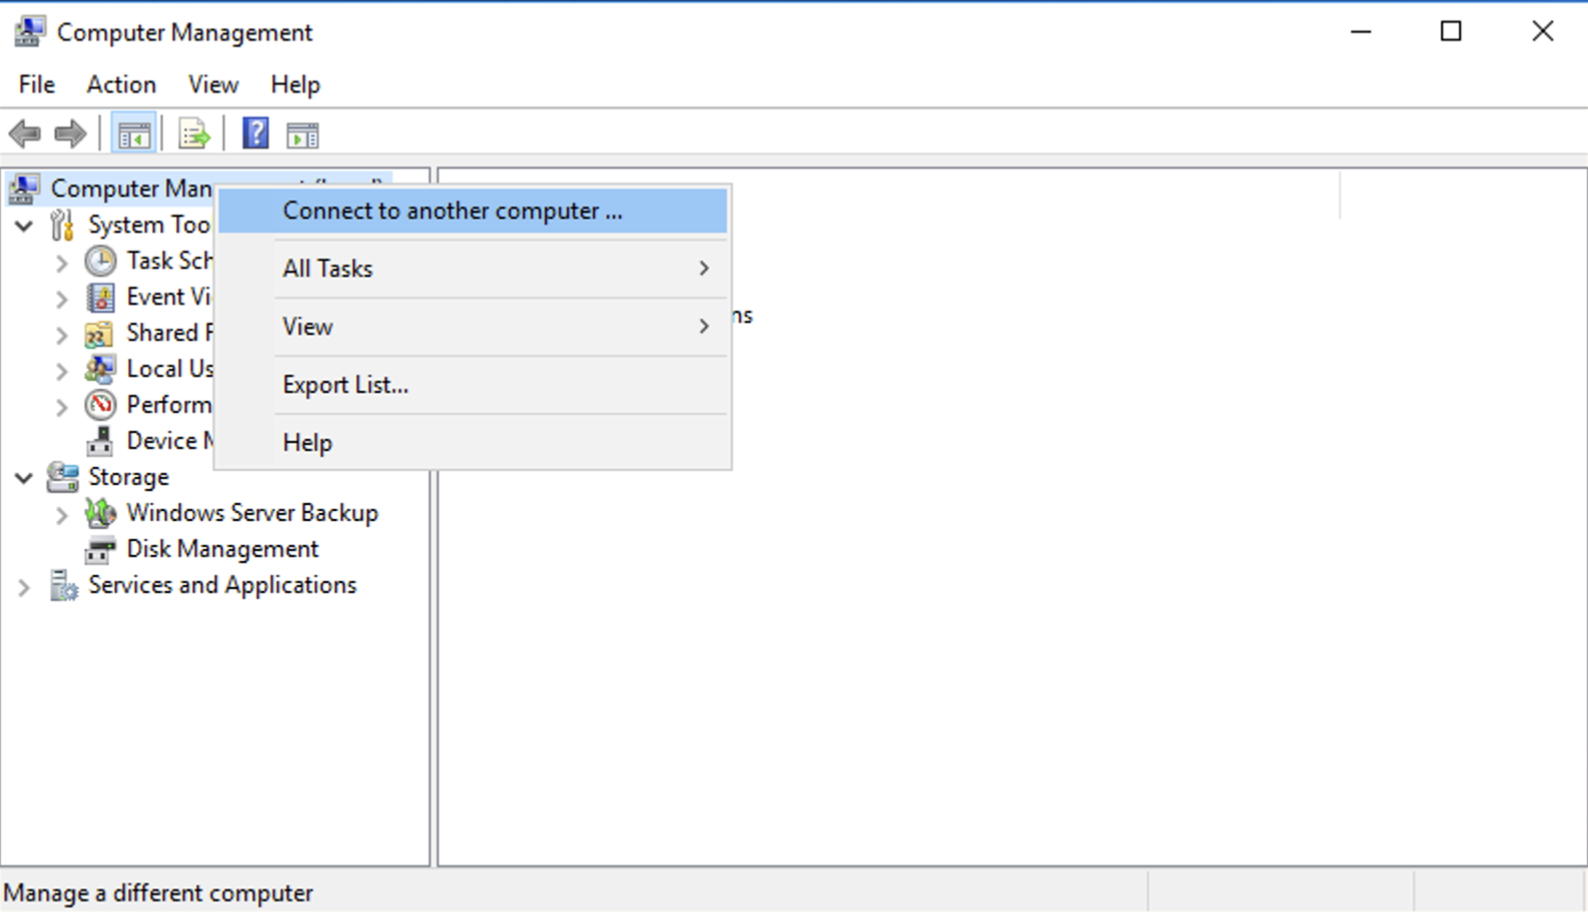 Computer Management
File Action View Help
Computer Man
System Too
Task Sch
Event Vi
Shared F
Local Us
Perform
Device M
Storage
Windows Server Backup
Disk Management
Services and Applications
Connect to another computer ...
All Tasks
View
Export List...
Help
ns
Manage a different computer